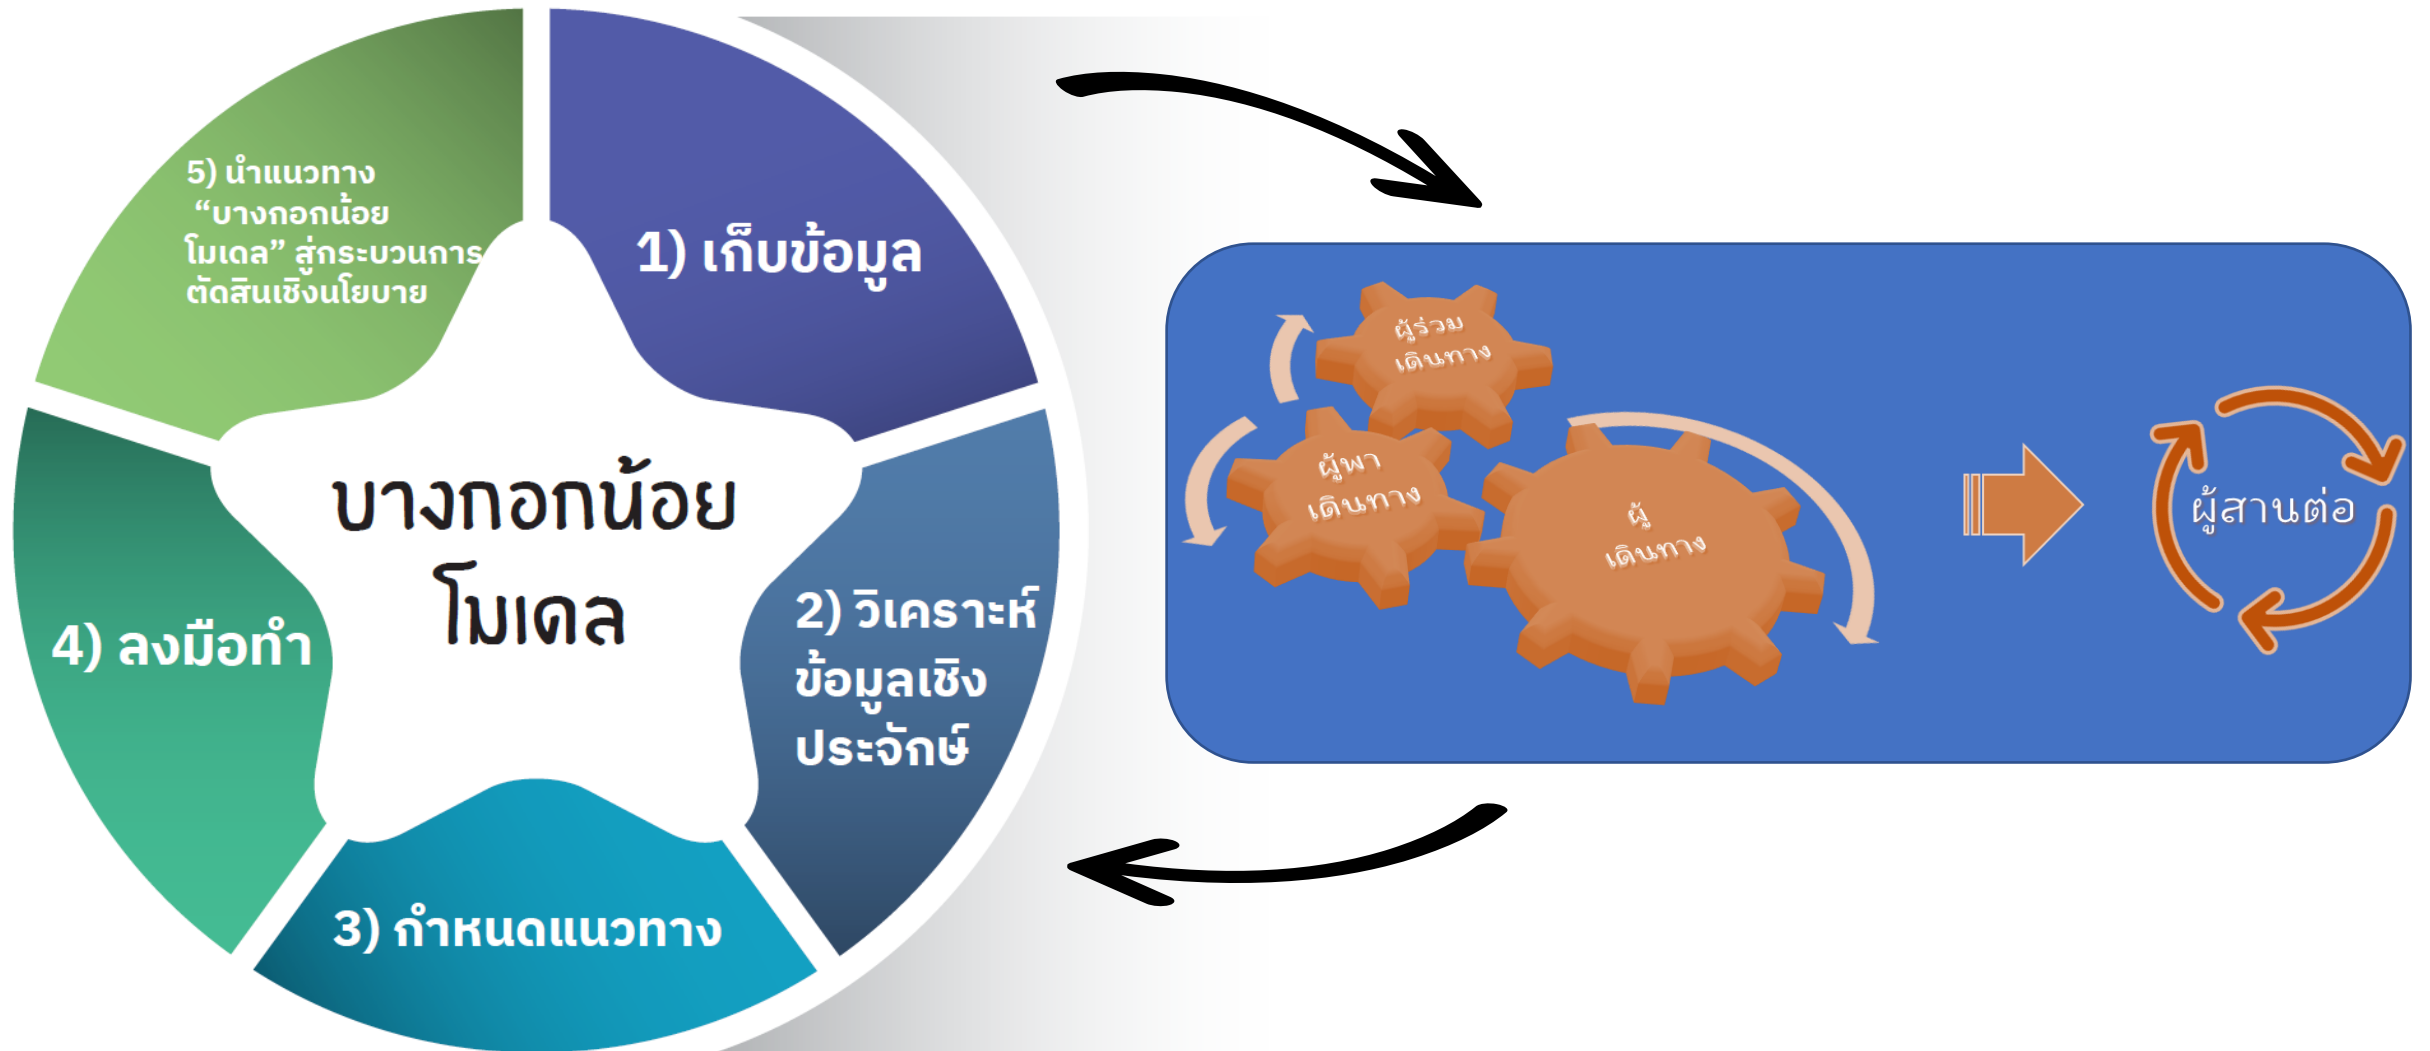 5) นำแนวทาง
“บางกอกน้อย
โมเดล” สู่กระบวนการ
ตัดสินเชิงนโยบาย
1) เก็บข้อมูล
บางกอกน้อย
โมเดล
2) วิเคราะห์
ข้อมูลเชิง
ประจักษ์
4) ลงมือทำ
3) กำหนดแนวทาง
ผู้ร่วม
เดินทาง
ผู้พา
เดินทาง
ผู้
เดินทาง
ผู้สานต่อ